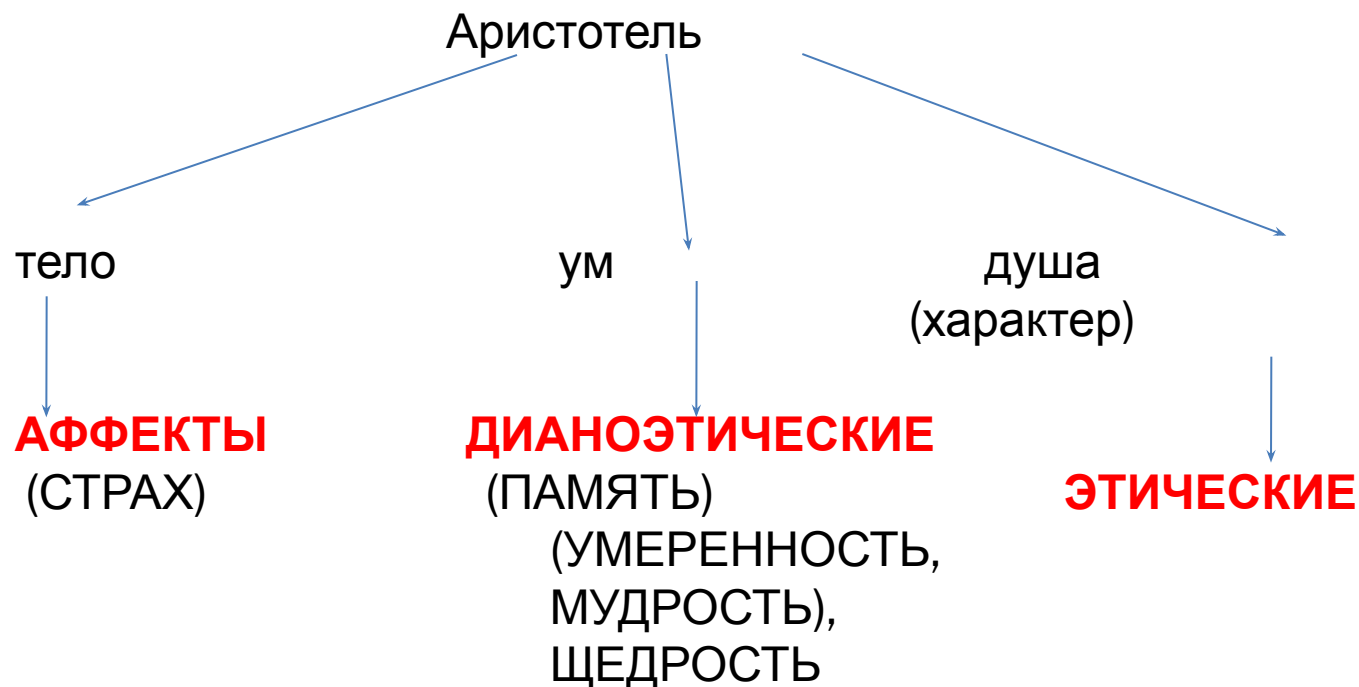 Аристотель
тело
ум
душа
(характер)
АФФЕКТЫ
(СТРАХ)
ДИАНОЭТИЧЕСКИЕ
(ПАМЯТЬ)
(УМЕРЕННОСТЬ,
МУДРОСТЬ),
ЩЕДРОСТЬ
ЭТИЧЕСКИЕ